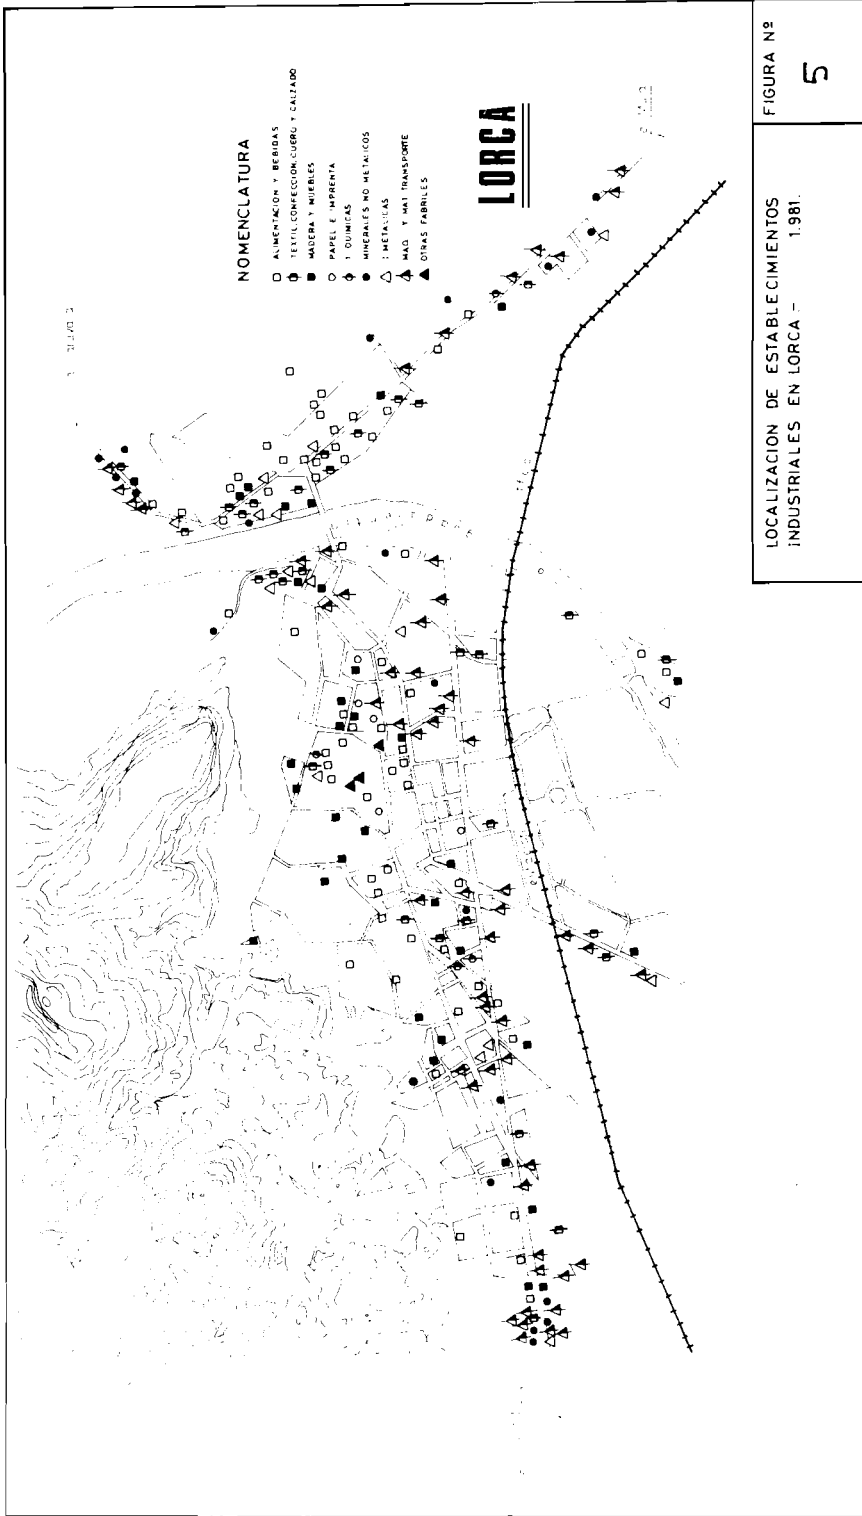 NOMENCLATURA
ALIMENTACION Y BEBIDAS
TEXTIL, CONFECCION, CUERO Y CALZADO
MADERA Y MUEBLES
PAPEL E IMPRENTA
I QUIMICAS
MINERALES NO METALICOS
I METALICAS
MAQ. Y MAT TRANSPORTE
OTRAS FABRILES
LORCA
LOCALIZACION DE ESTABLECIMIENTOS
INDUSTRIALES EN LORCA - 1.981.
FIGURA Nº
5